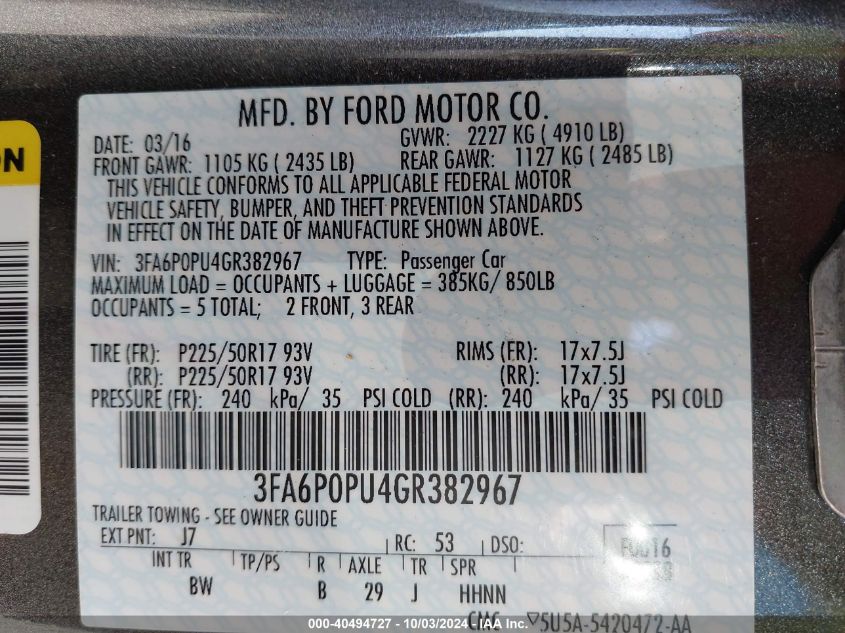 MFD. BY FORD MOTOR CO.
DATE: 03/16 GVWR: 2227 KG ( 4910 LB)
FRONT GAWR: 1105 KG ( 2435 LB) REAR GAWR: 1127 KG ( 2485 LB)
THIS VEHICLE CONFORMS TO ALL APPLICABLE FEDERAL MOTOR
VEHICLE SAFETY, BUMPER, AND THEFT PREVENTION STANDARDS
IN EFFECT ON THE DATE OF MANUFACTURE SHOWN ABOVE.
VIN: 3FA6P0PU4GR382967 TYPE: Passenger Car
MAXIMUM LOAD = OCCUPANTS + LUGGAGE = 385KG/ 850LB
OCCUPANTS = 5 TOTAL; 2 FRONT, 3 REAR
TIRE (FR): P225/50R17 93V RIMS (FR): 17x7.5J
(RR): P225/50R17 93V (RR): 17x7.5J
PRESSURE (FR): 240 kPa/ 35 PSI COLD (RR): 240 kPa/ 35 PSI COLD
3FA6P0PU4GR382967
TRAILER TOWING - SEE OWNER GUIDE
EXT PNT: J7 RC: 53 DSO:
INT TR TP/PS R AXLE TR SPR
BW B 29 J HHNN
CMC ▽5U5A-5420472-AA
000-40494727 - 10/03/2024 - IAA